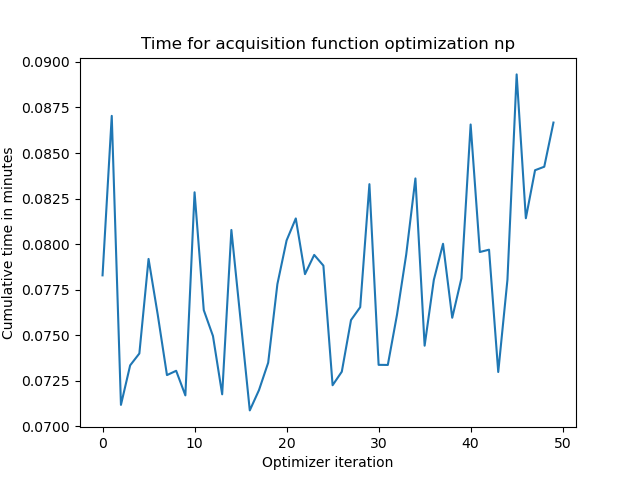 Time for acquisition function optimization np
Cumulative time in minutes
0.0900
0.0875
0.0850
0.0825
0.0800
0.0775
0.0750
0.0725
0.0700
0 10 20 30 40 50
Optimizer iteration